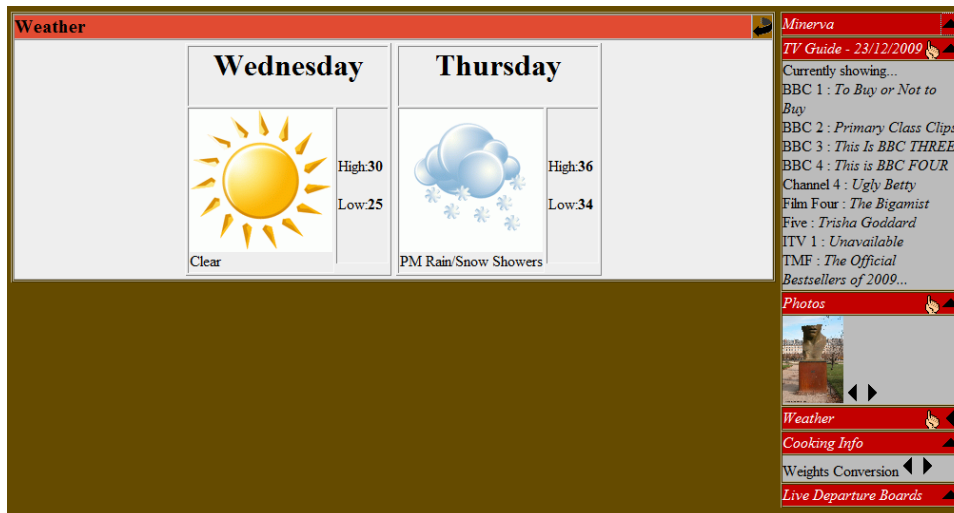 Weather
Wednesday
Thursday
High:30
Low:25
Clear
High:36
Low:34
PM Rain/Snow Showers
Minerva
TV Guide - 23/12/2009
Currently showing...
BBC 1 : To Buy or Not to
Buy
BBC 2 : Primary Class Clips
BBC 3 : This Is BBC THREE
BBC 4 : This is BBC FOUR
Channel 4 : Ugly Betty
Film Four : The Bigamist
Five : Trisha Goddard
ITV 1 : Unavailable
TMF : The Official
Bestsellers of 2009...
Photos
Weather
Cooking Info
Weights Conversion
Live Departure Boards